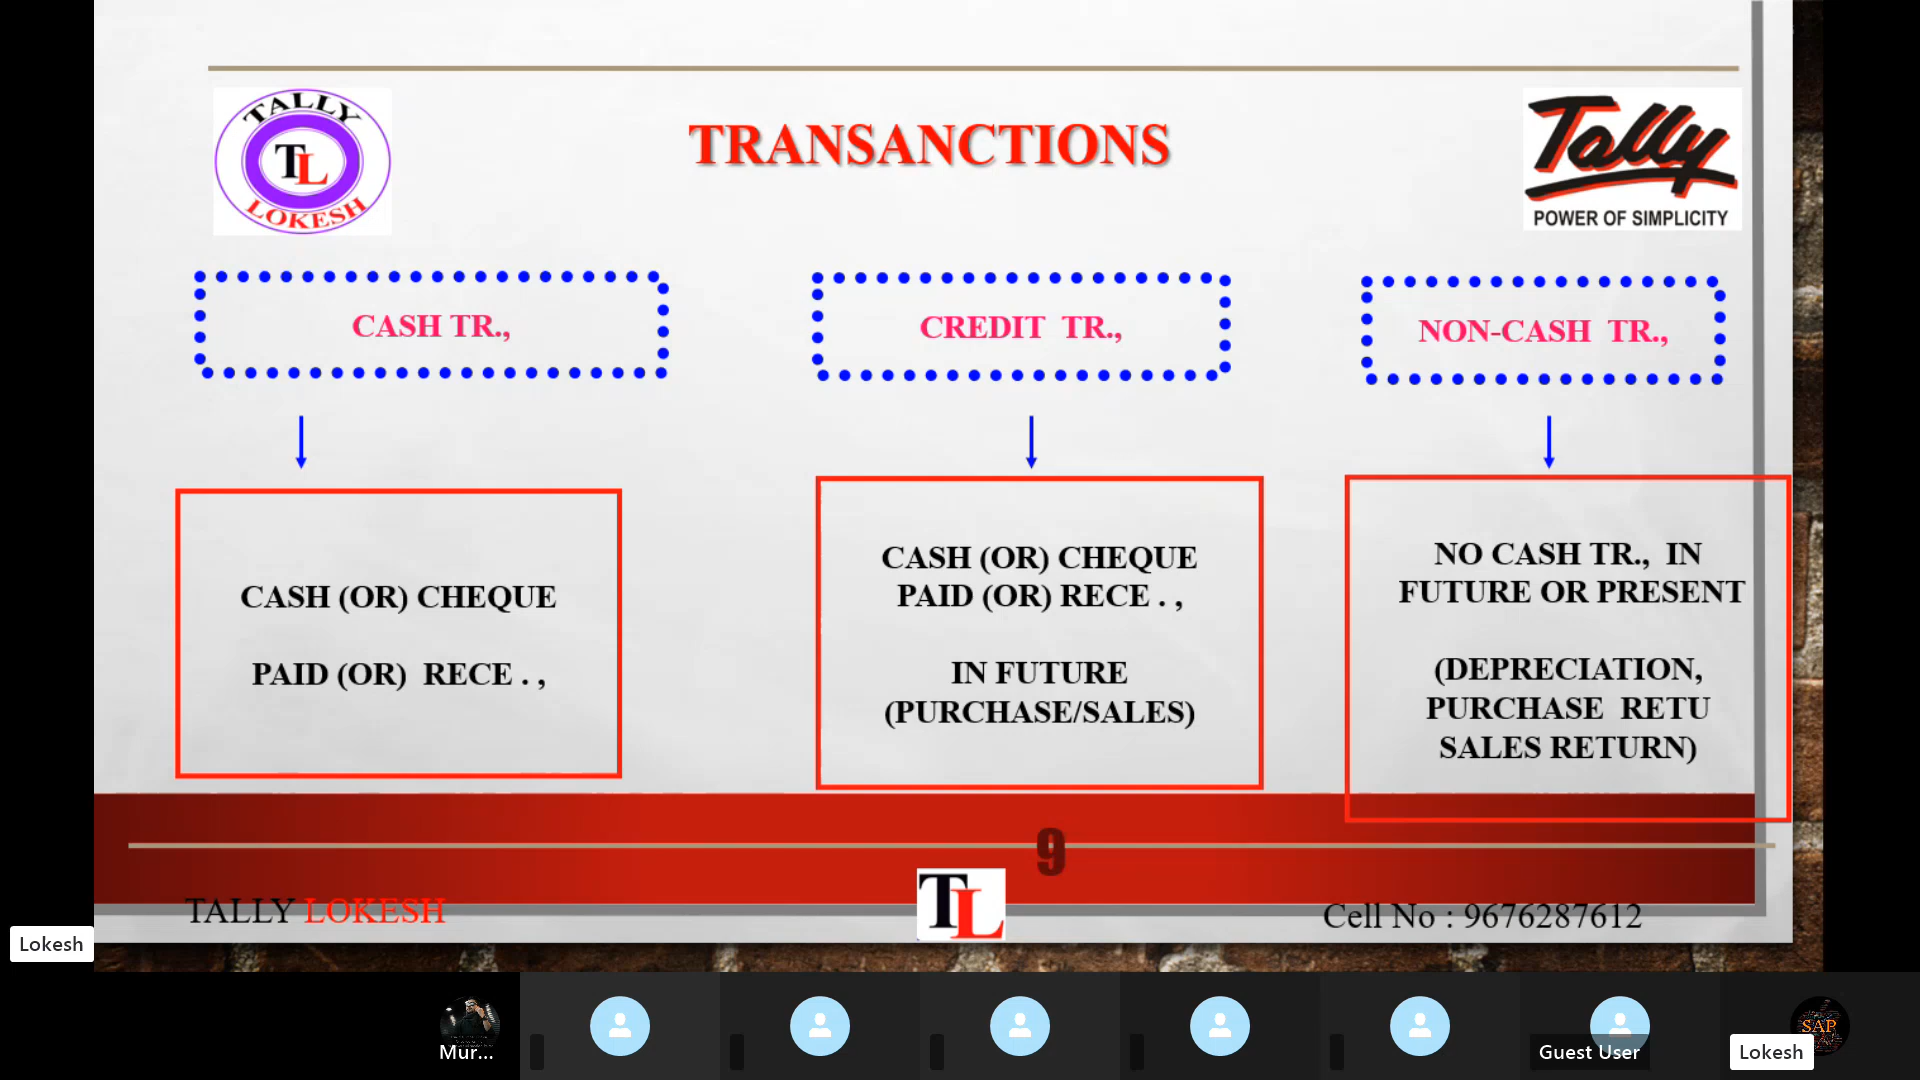 TALLY
TL
LOKESH
TRANSANCTIONS
Tally
POWER OF SIMPLICITY
CASH TR.,
CREDIT TR.,
NON-CASH TR.,
CASH (OR) CHEQUE
PAID (OR) RECE . ,
CASH (OR) CHEQUE
PAID (OR) RECE . ,
IN FUTURE
(PURCHASE/SALES)
NO CASH TR., IN
FUTURE OR PRESENT
(DEPRECIATION,
PURCHASE RETU
SALES RETURN)
9
TALLY LOKESH
TL
Cell No : 9676287612
Lokesh
Mur...
Guest User
SAP
Lokesh